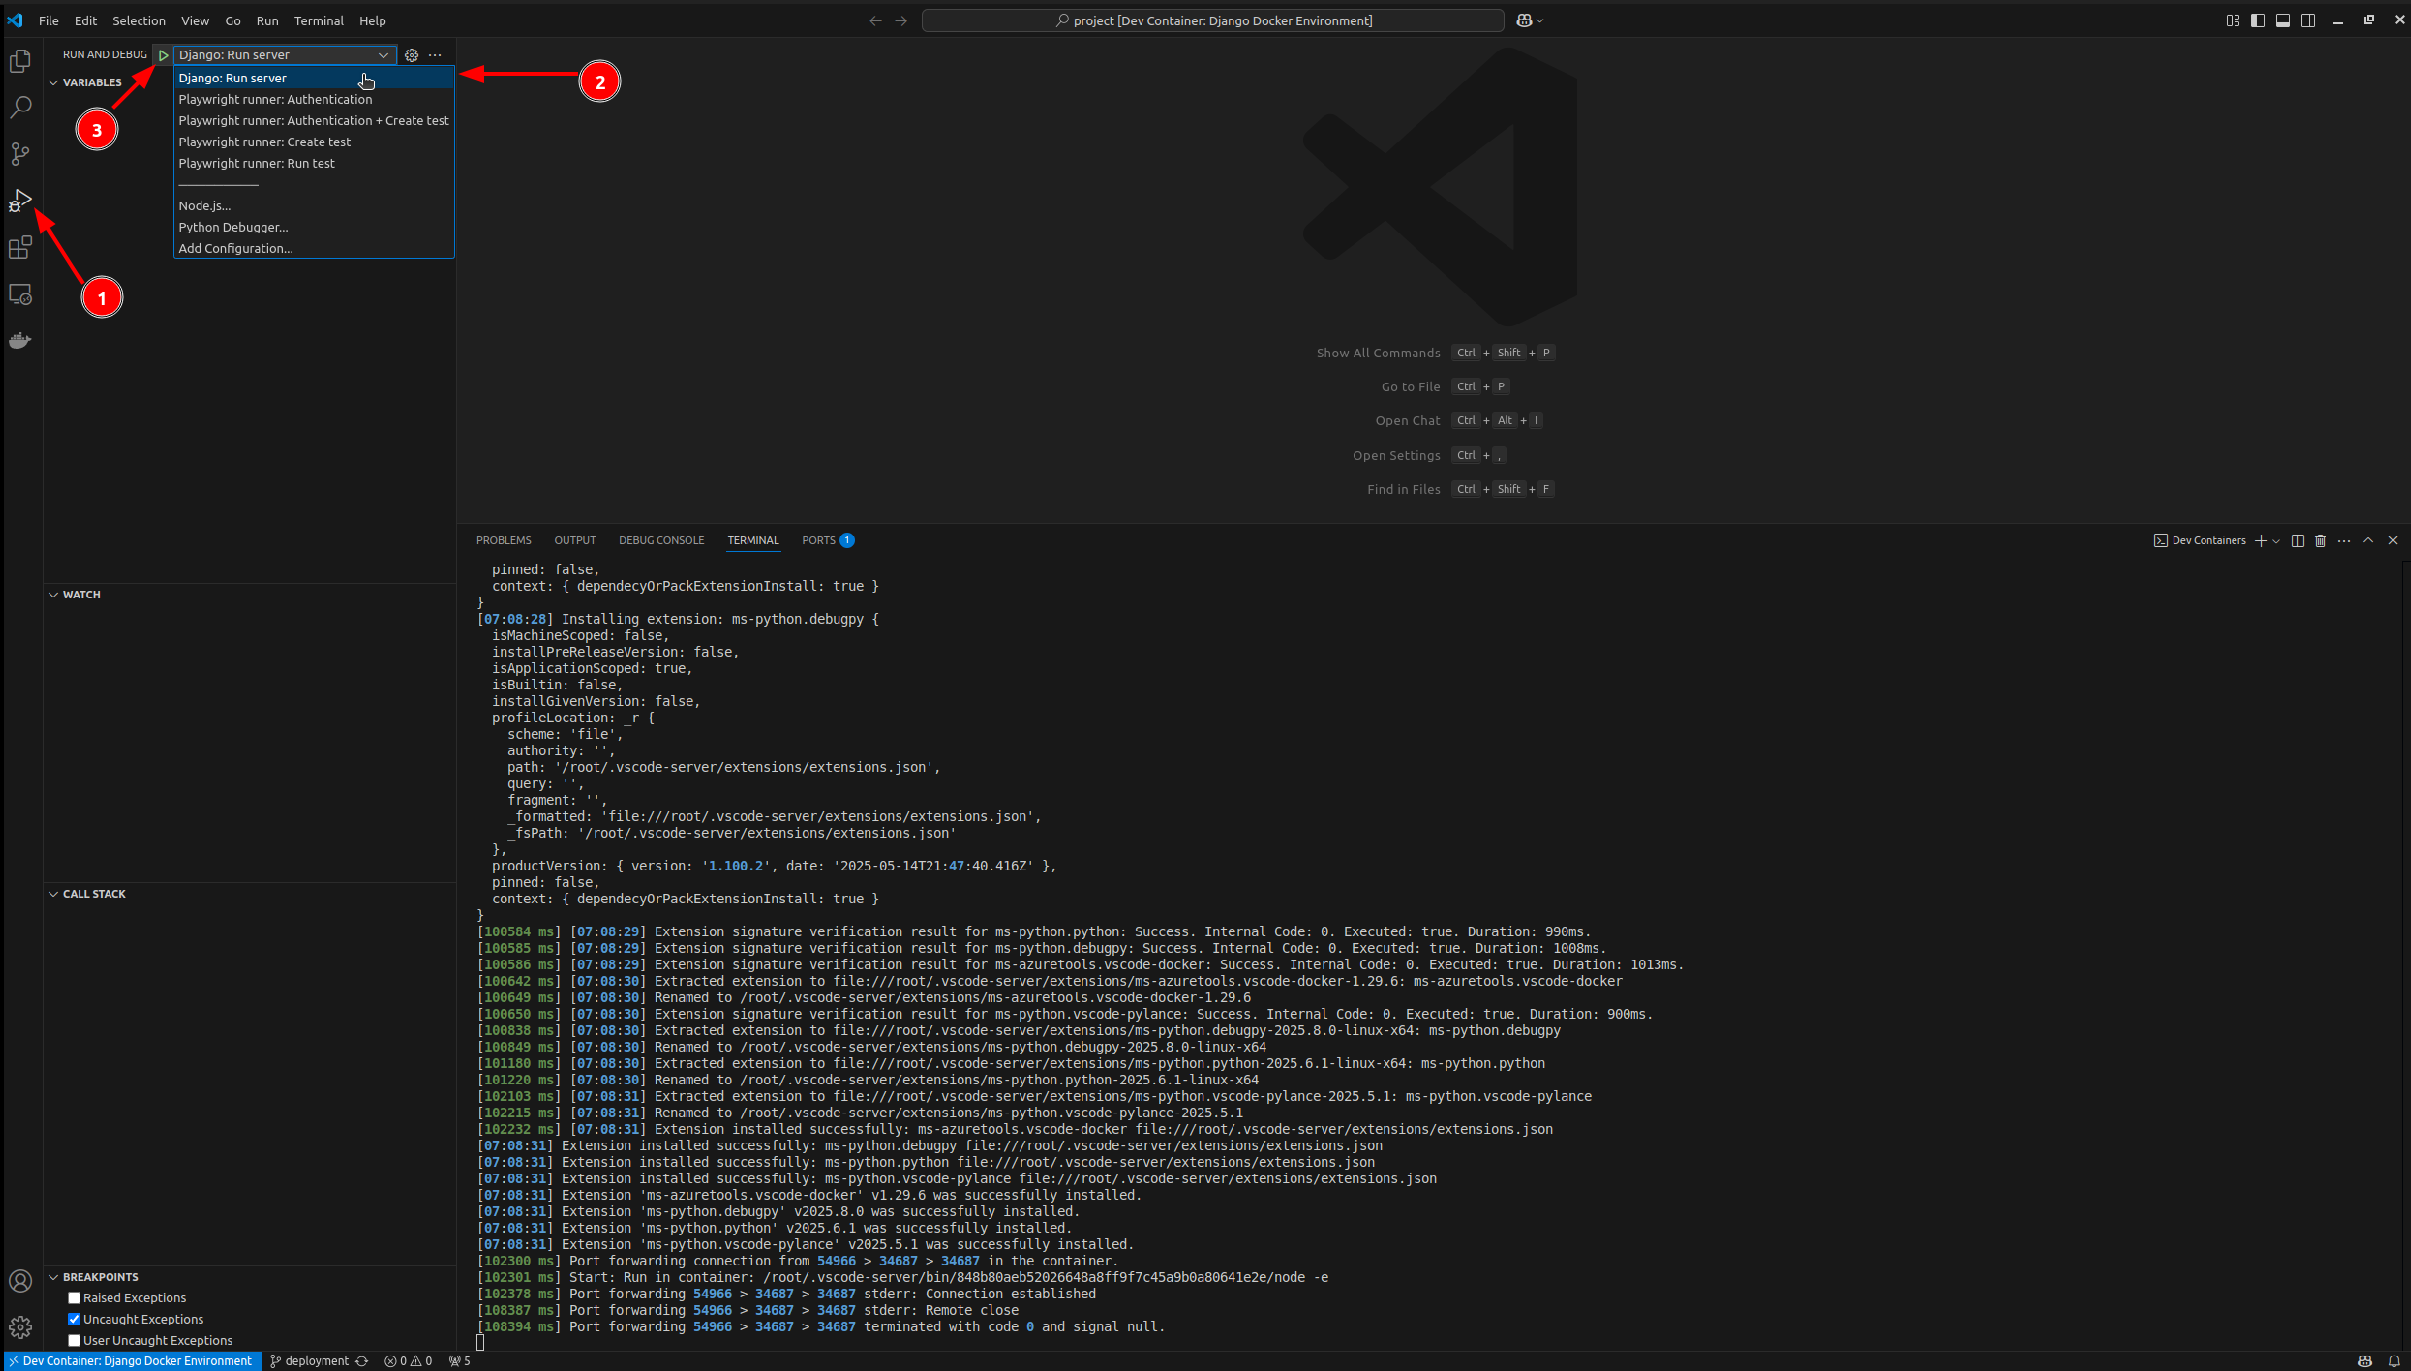 File Edit Selection View Go Run Terminal Help
project [Dev Container: Django Docker Environment]
RUN AND DEBUG
Django: Run server
VARIABLES
Django: Run server
Playwright runner: Authentication
Playwright runner: Authentication + Create test
Playwright runner: Create test
Playwright runner: Run test
Node.js...
Python Debugger...
Add Configuration...
2
3
1
Show All Commands Ctrl + Shift + P
Go to File Ctrl + P
Open Chat Ctrl + Alt + I
Open Settings Ctrl + ,
Find in Files Ctrl + Shift + F
WATCH
CALL STACK
BREAKPOINTS
Raised Exceptions
Uncaught Exceptions
User Uncaught Exceptions
PROBLEMS OUTPUT DEBUG CONSOLE TERMINAL PORTS 1
Dev Containers
pinned: false,
context: { dependecyOrPackExtensionInstall: true }
}
[07:08:28] Installing extension: ms-python.debugpy {
isMachineScoped: false,
installPreReleaseVersion: false,
isApplicationScoped: true,
isBuiltin: false,
installGivenVersion: false,
profileLocation: _r {
scheme: 'file',
authority: '',
path: '/root/.vscode-server/extensions/extensions.json',
query: '',
fragment: '',
_formatted: 'file:///root/.vscode-server/extensions/extensions.json',
_fsPath: '/root/.vscode-server/extensions/extensions.json'
},
productVersion: { version: '1.100.2', date: '2025-05-14T21:47:40.416Z' },
pinned: false,
context: { dependecyOrPackExtensionInstall: true }
}
[100584 ms] [07:08:29] Extension signature verification result for ms-python.python: Success. Internal Code: 0. Executed: true. Duration: 990ms.
[100585 ms] [07:08:29] Extension signature verification result for ms-python.debugpy: Success. Internal Code: 0. Executed: true. Duration: 1008ms.
[100586 ms] [07:08:29] Extension signature verification result for ms-azuretools.vscode-docker: Success. Internal Code: 0. Executed: true. Duration: 1013ms.
[100642 ms] [07:08:30] Extracted extension to file:///root/.vscode-server/extensions/ms-azuretools.vscode-docker-1.29.6: ms-azuretools.vscode-docker
[100649 ms] [07:08:30] Renamed to /root/.vscode-server/extensions/ms-azuretools.vscode-docker-1.29.6
[100650 ms] [07:08:30] Extension signature verification result for ms-python.vscode-pylance: Success. Internal Code: 0. Executed: true. Duration: 900ms.
[100838 ms] [07:08:30] Extracted extension to file:///root/.vscode-server/extensions/ms-python.debugpy-2025.8.0-linux-x64: ms-python.debugpy
[100849 ms] [07:08:30] Renamed to /root/.vscode-server/extensions/ms-python.debugpy-2025.8.0-linux-x64
[101180 ms] [07:08:30] Extracted extension to file:///root/.vscode-server/extensions/ms-python.python-2025.6.1-linux-x64: ms-python.python
[101220 ms] [07:08:30] Renamed to /root/.vscode-server/extensions/ms-python.python-2025.6.1-linux-x64
[102103 ms] [07:08:31] Extracted extension to file:///root/.vscode-server/extensions/ms-python.vscode-pylance-2025.5.1: ms-python.vscode-pylance
[102215 ms] [07:08:31] Renamed to /root/.vscode-server/extensions/ms-python.vscode-pylance-2025.5.1
[102232 ms] [07:08:31] Extension installed successfully: ms-azuretools.vscode-docker file:///root/.vscode-server/extensions/extensions.json
[07:08:31] Extension installed successfully: ms-python.debugpy file:///root/.vscode-server/extensions/extensions.json
[07:08:31] Extension installed successfully: ms-python.python file:///root/.vscode-server/extensions/extensions.json
[07:08:31] Extension installed successfully: ms-python.vscode-pylance file:///root/.vscode-server/extensions/extensions.json
[07:08:31] Extension 'ms-azuretools.vscode-docker' v1.29.6 was successfully installed.
[07:08:31] Extension 'ms-python.debugpy' v2025.8.0 was successfully installed.
[07:08:31] Extension 'ms-python.python' v2025.6.1 was successfully installed.
[07:08:31] Extension 'ms-python.vscode-pylance' v2025.5.1 was successfully installed.
[102300 ms] Port forwarding connection from 54966 > 34687 > 34687 in the container.
[102301 ms] Start: Run in container: /root/.vscode-server/bin/848b80aeb52026648a8ff9f7c45a9b0a80641e2e/node -e
[102378 ms] Port forwarding 54966 > 34687 > 34687 stderr: Connection established
[108387 ms] Port forwarding 54966 > 34687 > 34687 stderr: Remote close
[108394 ms] Port forwarding 54966 > 34687 > 34687 terminated with code 0 and signal null.
Dev Container: Django Docker Environment deployment 0 0 5